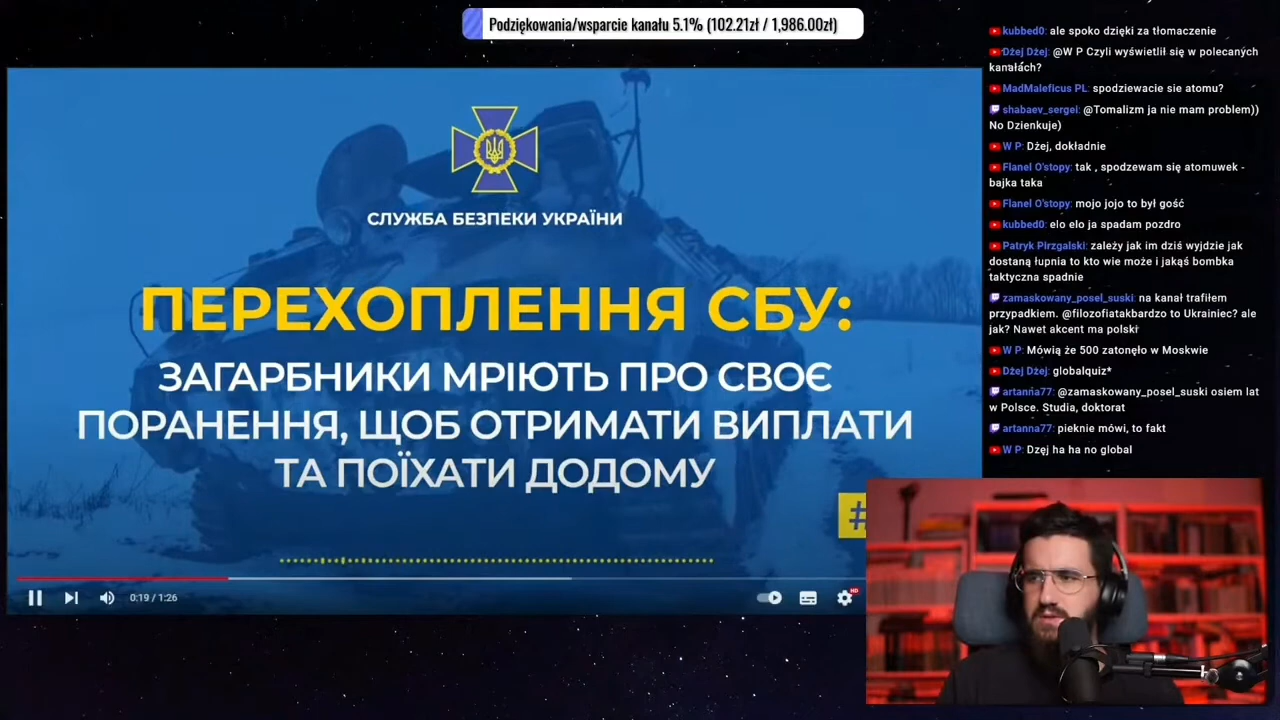 Podziękowania/wsparcie kanału 5.1% (102.21zł / 1,986.00zł)
СЛУЖБА БЕЗПЕКИ УКРАЇНИ
ПЕРЕХОПЛЕННЯ СБУ:
ЗАГАРБНИКИ МРІЮТЬ ПРО СВОЄ
ПОРАНЕННЯ, ЩОБ ОТРИМАТИ ВИПЛАТИ
ТА ПОЇХАТИ ДОДОМУ
#
0:19 / 1:26
HD
kubbed0: ale spoko dzięki za tłomaczenie
Dżej Dżej: @W P Czyli wyświetlił się w polecanych
kanałach?
MadMaleficus PL: spodziewacie sie atomu?
shabaev_sergei: @Tomalizm ja nie mam problem))
No Dzienkuje)
W P: Dżej, dokładnie
Flanel O'stopy: tak , spodzewam się atomuwek -
bajka taka
Flanel O'stopy: mojo jojo to był gość
kubbed0: elo elo ja spadam pozdro
Patryk Pirzgalski: zależy jak im dziś wyjdzie jak
dostaną łupnia to kto wie może i jakąś bombka
taktyczna spadnie
zamaskowany_posel_suski: na kanał trafiłem
przypadkiem. @filozofiatakbardzo to Ukrainiec? ale
jak? Nawet akcent ma polski
W P: Mówią że 500 zatonęło w Moskwie
Dżej Dżej: globalquiz*
artanna77: @zamaskowany_posel_suski osiem lat
w Polsce. Studia, doktorat
artanna77: pieknie mówi, to fakt
W P: Dzęj ha ha no global